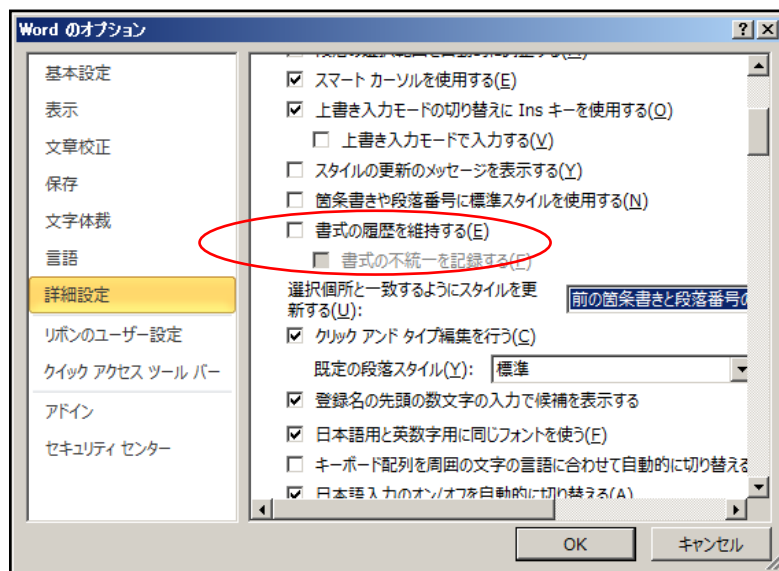 Word のオプション
基本設定
表示
文章校正
保存
文字体裁
言語
詳細設定
リボンのユーザー設定
クイック アクセス ツール バー
アドイン
セキュリティ センター
スマート カーソルを使用する(E)
上書き入力モードの切り替えに Ins キーを使用する(O)
上書き入力モードで入力する(V)
スタイルの更新のメッセージを表示する(Y)
箇条書きや段落番号に標準スタイルを使用する(N)
書式の履歴を維持する(E)
書式の不統一を記録する(F)
選択個所と一致するようにスタイルを更
新する(U):
前の箇条書きと段落番号の
クリック アンド タイプ編集を行う(C)
既定の段落スタイル(Y): 標準
登録名の先頭の数文字の入力で候補を表示する
日本語用と英数字用に同じフォントを使う(F)
キーボード配列を周囲の文字の言語に合わせて自動的に切り替える
日本語入力のオン/オフを自動的に切り替える(A)
OK
キャンセル